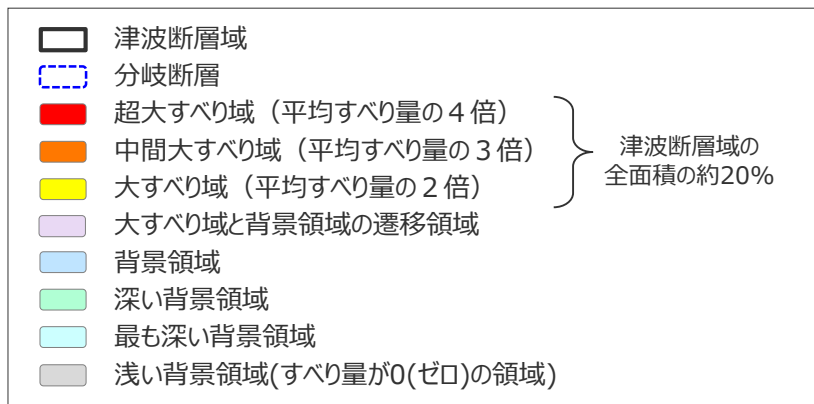 津波断層域
分岐断層
超大すべり域（平均すべり量の４倍）
中間大すべり域（平均すべり量の３倍）
大すべり域（平均すべり量の２倍）
津波断層域の
全面積の約20%
大すべり域と背景領域の遷移領域
背景領域
深い背景領域
最も深い背景領域
浅い背景領域(すべり量が0(ゼロ)の領域)